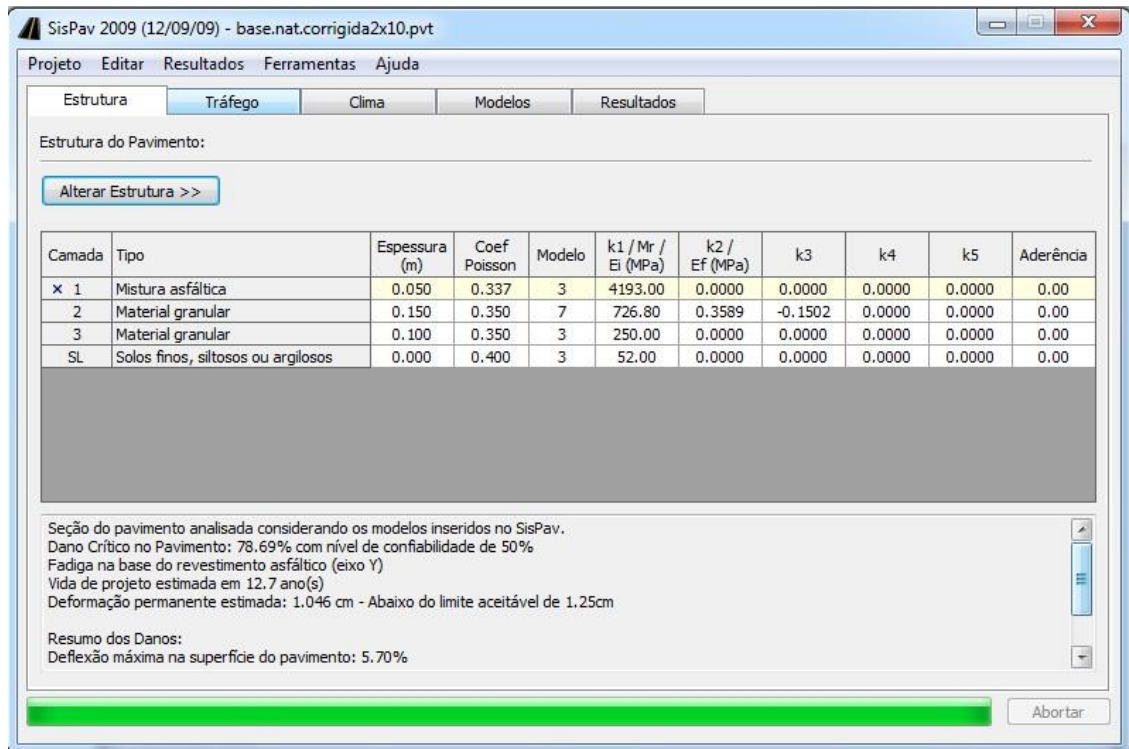 SisPav 2009 (12/09/09) - base.nat.corrigida2x10.pvt
Projeto Editar Resultados Ferramentas Ajuda
Estrutura Tráfego Clima Modelos Resultados
Estrutura do Pavimento:
Alterar Estrutura >>
Camada Tipo Espessura (m) Coef Poisson Modelo k1 / Mr / Ei (MPa) k2 / Ef (MPa) k3 k4 k5 Aderência
× 1 Mistura asfáltica 0.050 0.337 3 4193.00 0.0000 0.0000 0.0000 0.0000 0.00
2 Material granular 0.150 0.350 7 726.80 0.3589 -0.1502 0.0000 0.0000 0.00
3 Material granular 0.100 0.350 3 250.00 0.0000 0.0000 0.0000 0.0000 0.00
SL Solos finos, siltosos ou argilosos 0.000 0.400 3 52.00 0.0000 0.0000 0.0000 0.0000 0.00
Seção do pavimento analisada considerando os modelos inseridos no SisPav.
Dano Crítico no Pavimento: 78.69% com nível de confiabilidade de 50%
Fadiga na base do revestimento asfáltico (eixo Y)
Vida de projeto estimada em 12.7 ano(s)
Deformação permanente estimada: 1.046 cm - Abaixo do limite aceitável de 1.25cm
Resumo dos Danos:
Deflexão máxima na superfície do pavimento: 5.70%
Abortar